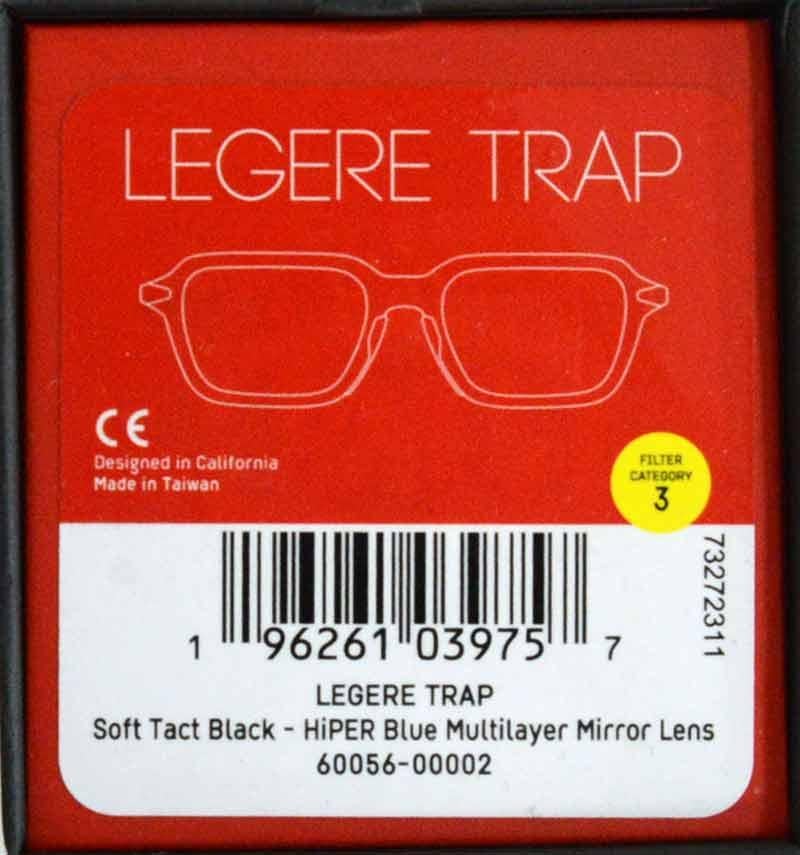 LEGERE TRAP
CE
Designed in California
Made in Taiwan
FILTER
CATEGORY
3
73272311
1 96261 03975 7
LEGERE TRAP
Soft Tact Black - HiPER Blue Multilayer Mirror Lens
60056-00002